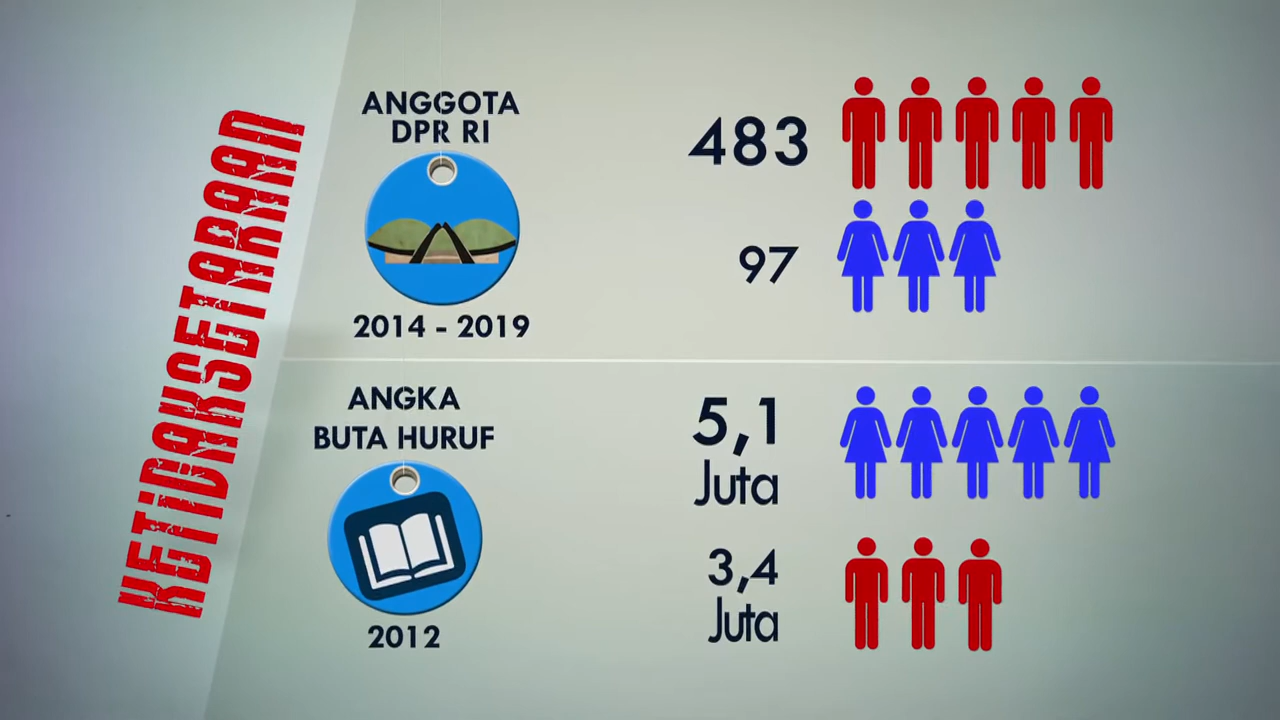 KETIDAKSETARAAN
ANGGOTA
DPR RI
2014 - 2019
483
97
ANGKA
BUTA HURUF
2012
5,1
Juta
3,4
Juta